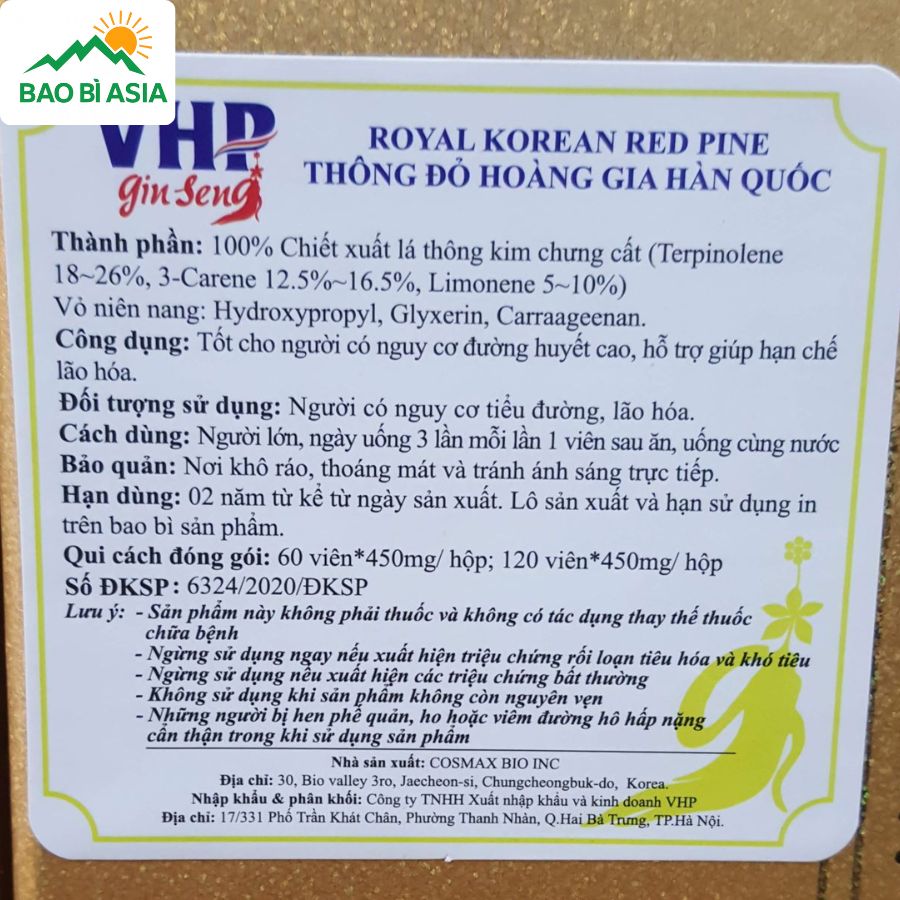 BAO BÌ ASIA
VHP
gin Seng
ROYAL KOREAN RED PINE
THÔNG ĐỎ HOÀNG GIA HÀN QUỐC
Thành phần: 100% Chiết xuất lá thông kim chưng cất (Terpinolene
18~26%, 3-Carene 12.5%~16.5%, Limonene 5~10%)
Vỏ niên nang: Hydroxypropyl, Glyxerin, Carraageenan.
Công dụng: Tốt cho người có nguy cơ đường huyết cao, hỗ trợ giúp hạn chế
lão hóa.
Đối tượng sử dụng: Người có nguy cơ tiểu đường, lão hóa.
Cách dùng: Người lớn, ngày uống 3 lần mỗi lần 1 viên sau ăn, uống cùng nước
Bảo quản: Nơi khô ráo, thoáng mát và tránh ánh sáng trực tiếp.
Hạn dùng: 02 năm từ kể từ ngày sản xuất. Lô sản xuất và hạn sử dụng in
trên bao bì sản phẩm.
Qui cách đóng gói: 60 viên*450mg/ hộp; 120 viên*450mg/ hộp
Số ĐKSP: 6324/2020/ĐKSP
Lưu ý: - Sản phẩm này không phải thuốc và không có tác dụng thay thế thuốc
chữa bệnh
- Ngừng sử dụng ngay nếu xuất hiện triệu chứng rối loạn tiêu hóa và khó tiêu
- Ngừng sử dụng nếu xuất hiện các triệu chứng bất thường
- Không sử dụng khi sản phẩm không còn nguyên vẹn
- Những người bị hen phế quản, ho hoặc viêm đường hô hấp nặng
cẩn thận trong khi sử dụng sản phẩm
Nhà sản xuất: COSMAX BIO INC
Địa chỉ: 30, Bio valley 3ro, Jaecheon-si, Chungcheongbuk-do, Korea.
Nhập khẩu & phân khối: Công ty TNHH Xuất nhập khẩu và kinh doanh VHP
Địa chỉ: 17/331 Phố Trần Khát Chân, Phường Thanh Nhàn, Q.Hai Bà Trưng, TP.Hà Nội.